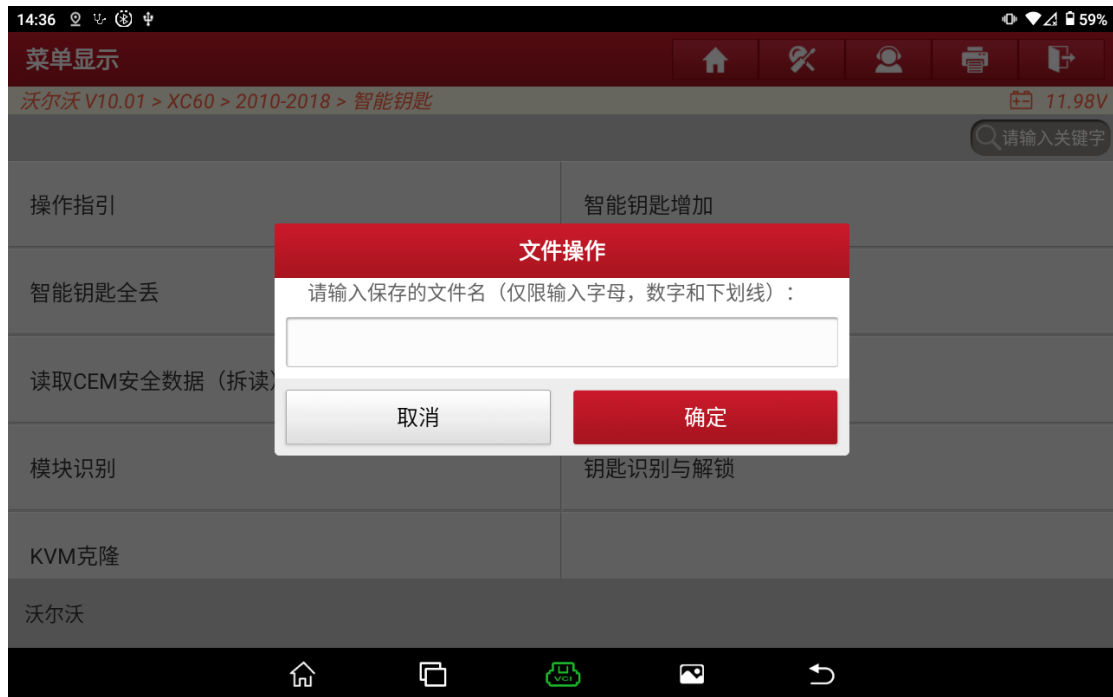 14:36 59%
菜单显示
沃尔沃 V10.01 > XC60 > 2010-2018 > 智能钥匙 11.98V
请输入关键字
操作指引 智能钥匙增加
文件操作
智能钥匙全丢 请输入保存的文件名（仅限输入字母，数字和下划线）：
读取CEM安全数据（拆读）
取消 确定
模块识别 钥匙识别与解锁
KVM克隆
沃尔沃
VCI